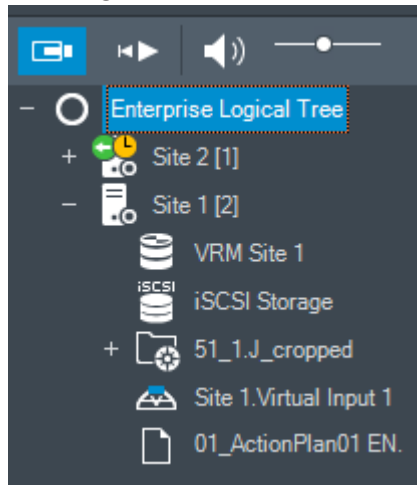 Enterprise Logical Tree
Site 2 [1]
Site 1 [2]
VRM Site 1
iSCSI
iSCSI Storage
51_1.J_cropped
Site 1.Virtual Input 1
01_ActionPlan01 EN.